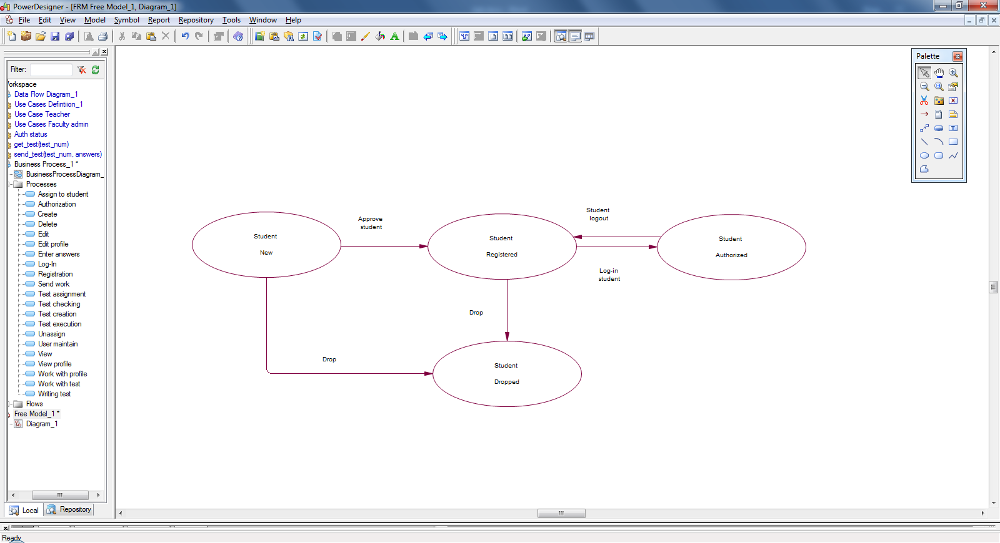 PowerDesigner - [FRM Free Model_1, Diagram_1]
File Edit View Model Symbol Report Repository Tools Window Help
Filter:
orkspace
Data Flow Diagram_1
Use Cases Defintiion_1
Use Case Teacher
Use Cases Faculty admin
Auth status
get_test(test_num)
send_test(test_num, answers)
Business Process_1 *
BusinessProcessDiagram_
Processes
Assign to student
Authorization
Create
Delete
Edit
Edit profile
Enter answers
Log-In
Registration
Send work
Test assignment
Test checking
Test creation
Test execution
Unassign
User maintain
View
View profile
Work with profile
Work with test
Writing test
Flows
Free Model_1 *
Diagram_1
Local Repository
Palette
Student
New
Approve
student
Student
Registered
Student
logout
Log-in
student
Student
Authorized
Drop
Drop
Student
Dropped
Ready